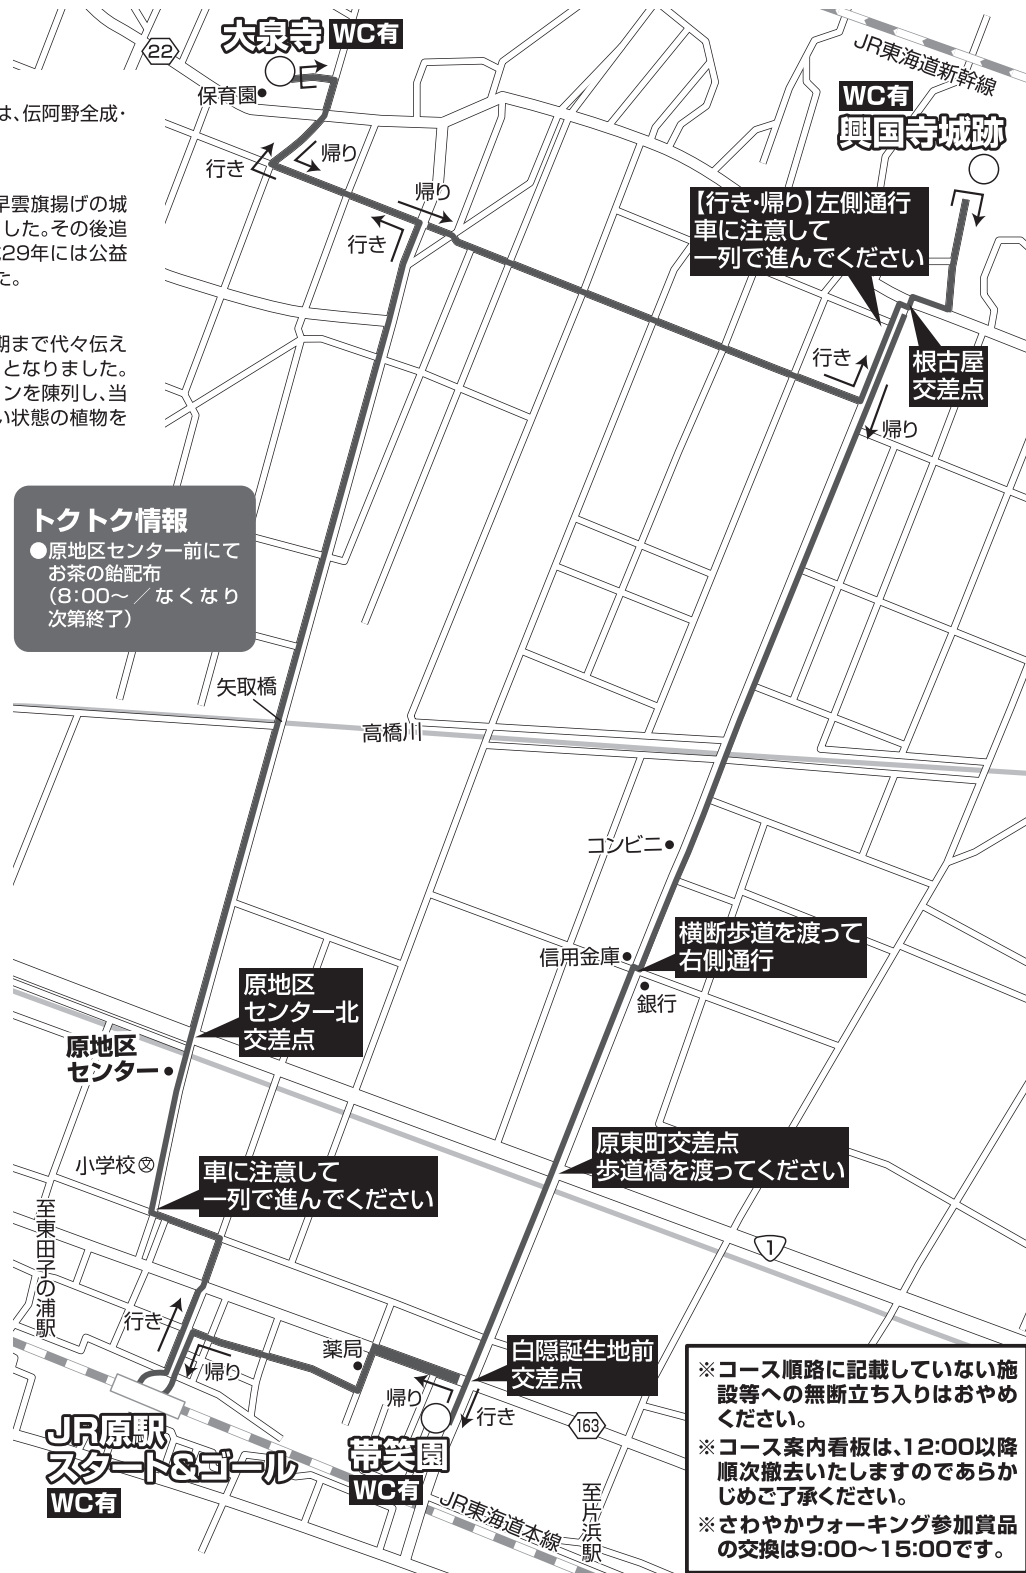 大泉寺 WC有
22
保育園
JR東海道新幹線
WC有
興国寺城跡
は、伝阿野全成・
行き
帰り
帰り
行き
早雲旗揚げの城
した。その後追
29年には公益
た。
【行き・帰り】左側通行
車に注意して
一列で進んでください
期まで代々伝え
となりました。
ンを陳列し、当
い状態の植物を
行き
根古屋
交差点
帰り
トクトク情報
●原地区センター前にて
お茶の飴配布
(8:00～／なくなり
次第終了)
矢取橋
高橋川
コンビニ
信用金庫
銀行
横断歩道を渡って
右側通行
原地区
センター北
交差点
原地区
センター
小学校
文
車に注意して
一列で進んでください
原東町交差点
歩道橋を渡ってください
1
至東田子の浦駅
行き
帰り
薬局
白隠誕生地前
交差点
帰り
行き
163
JR原駅
スタート&ゴール
WC有
帯笑園
WC有
JR東海道本線
至片浜駅
※コース順路に記載していない施
設等への無断立ち入りはおやめ
ください。
※コース案内看板は、12:00以降
順次撤去いたしますのであらか
じめご了承ください。
※さわやかウォーキング参加賞品
の交換は9:00～15:00です。